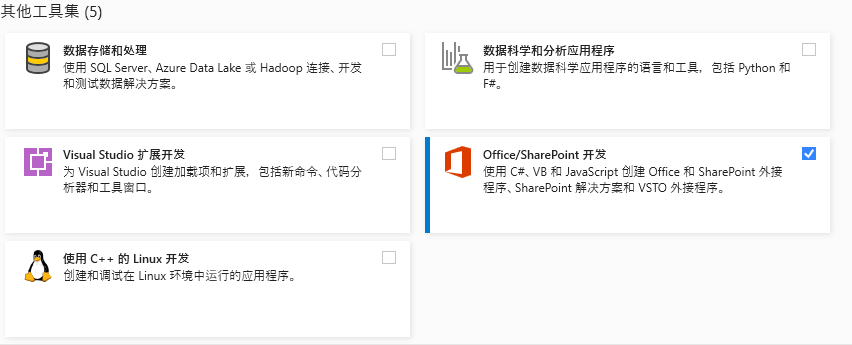 其他工具集 (5)
数据存储和处理
使用 SQL Server、Azure Data Lake 或 Hadoop 连接、开发
和测试数据解决方案。
数据科学和分析应用程序
用于创建数据科学应用程序的语言和工具，包括 Python 和
F#。
Visual Studio 扩展开发
为 Visual Studio 创建加载项和扩展，包括新命令、代码分
析器和工具窗口。
Office/SharePoint 开发
使用 C#、VB 和 JavaScript 创建 Office 和 SharePoint 外接
程序、SharePoint 解决方案和 VSTO 外接程序。
使用 C++ 的 Linux 开发
创建和调试在 Linux 环境中运行的应用程序。